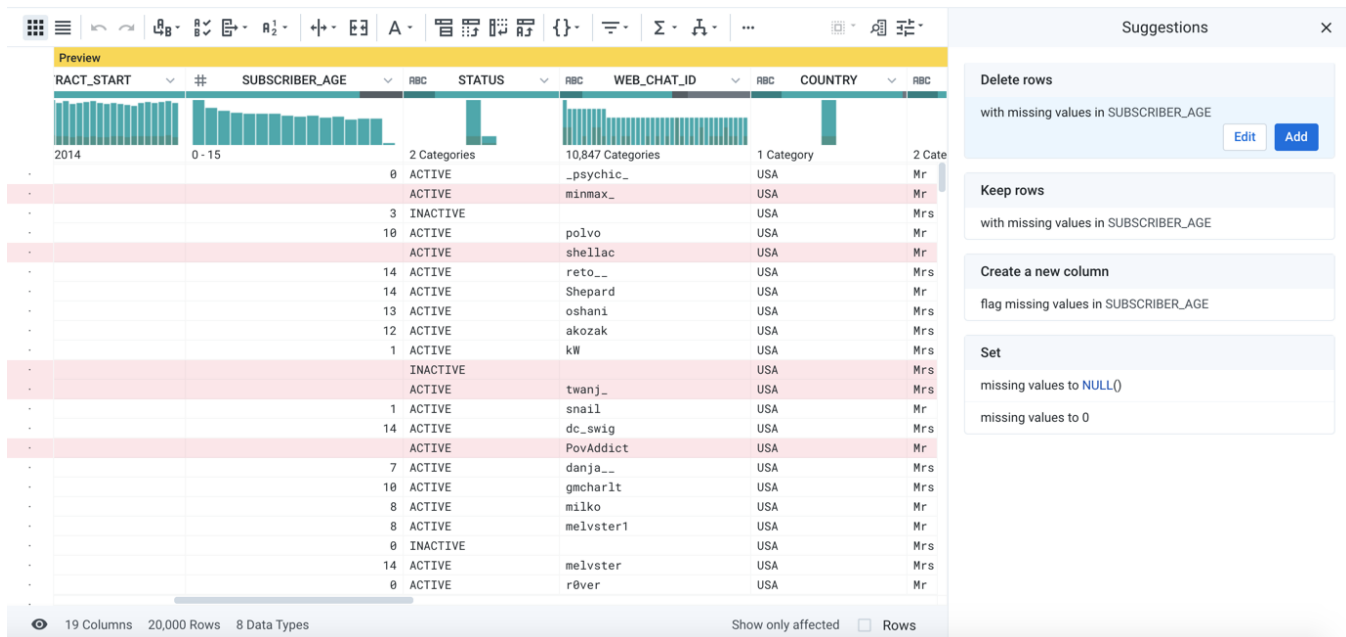 Suggestions
Preview
RACT_START # SUBSCRIBER_AGE RBC STATUS RBC WEB_CHAT_ID RBC COUNTRY RBC
2014 0 - 15 2 Categories 10,847 Categories 1 Category 2 Cate
0 ACTIVE _psychic_ USA Mr
ACTIVE minmax_ USA Mr
3 INACTIVE USA Mrs
10 ACTIVE polvo USA Mr
ACTIVE shellac USA Mr
14 ACTIVE reto__ USA Mrs
14 ACTIVE Shepard USA Mr
13 ACTIVE oshani USA Mrs
12 ACTIVE akozak USA Mrs
1 ACTIVE kW USA Mrs
INACTIVE USA Mrs
ACTIVE twanj_ USA Mrs
1 ACTIVE snail USA Mr
14 ACTIVE dc_swig USA Mrs
ACTIVE PovAddict USA Mr
7 ACTIVE danja__ USA Mrs
10 ACTIVE gmcharlt USA Mrs
8 ACTIVE milko USA Mr
8 ACTIVE melvster1 USA Mr
0 INACTIVE USA Mrs
14 ACTIVE melvster USA Mrs
0 ACTIVE r0ver USA Mr
19 Columns 20,000 Rows 8 Data Types Show only affected Rows
Delete rows
with missing values in SUBSCRIBER_AGE
Edit Add
Keep rows
with missing values in SUBSCRIBER_AGE
Create a new column
flag missing values in SUBSCRIBER_AGE
Set
missing values to NULL()
missing values to 0